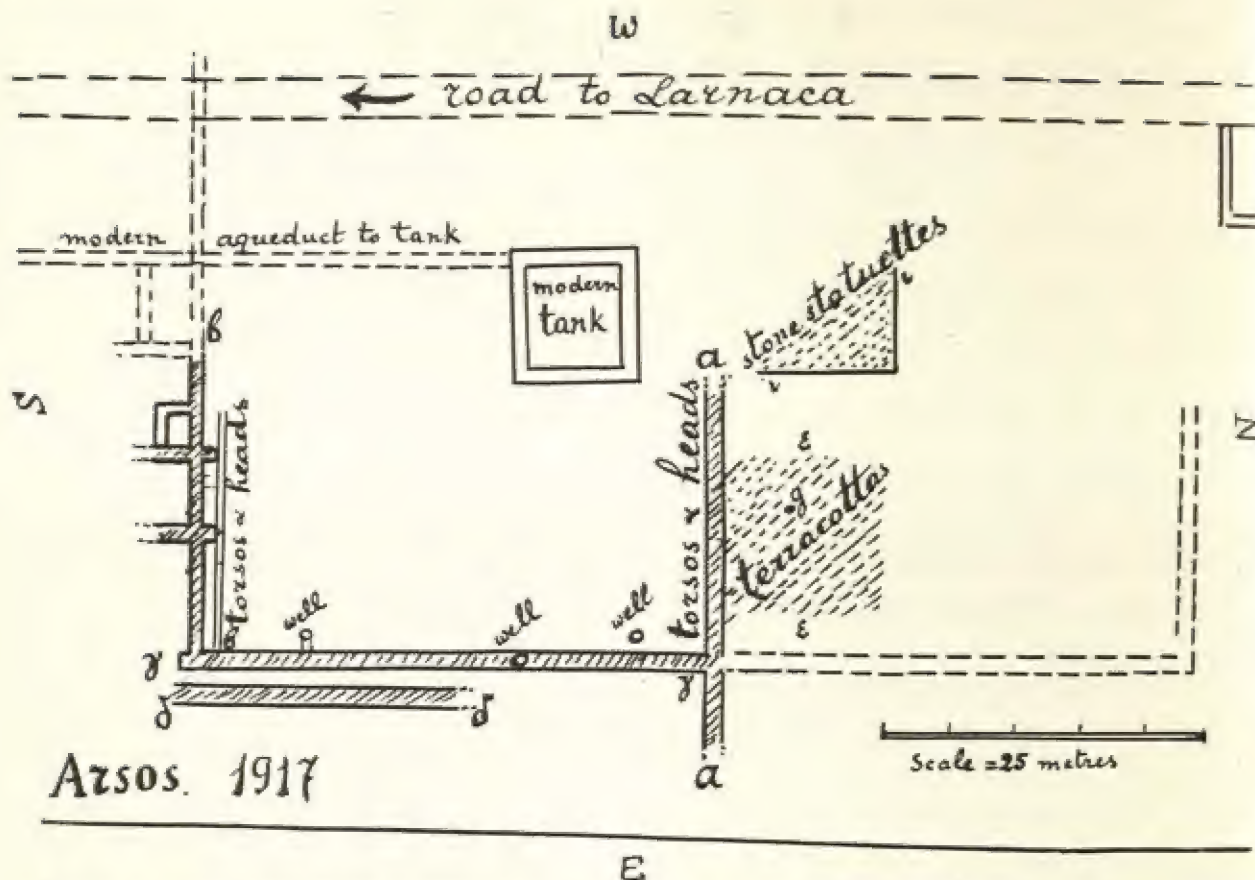 W
road to Larnaca
modern aqueduct to tank
modern
tank
stone statuettes
ι
ι
a
β
S
N
torsos & heads
torsos & heads
ε
g
terracottas
ε
well
well
well
γ
γ
δ
δ
a
Arsos. 1917
Scale = 25 metres
E